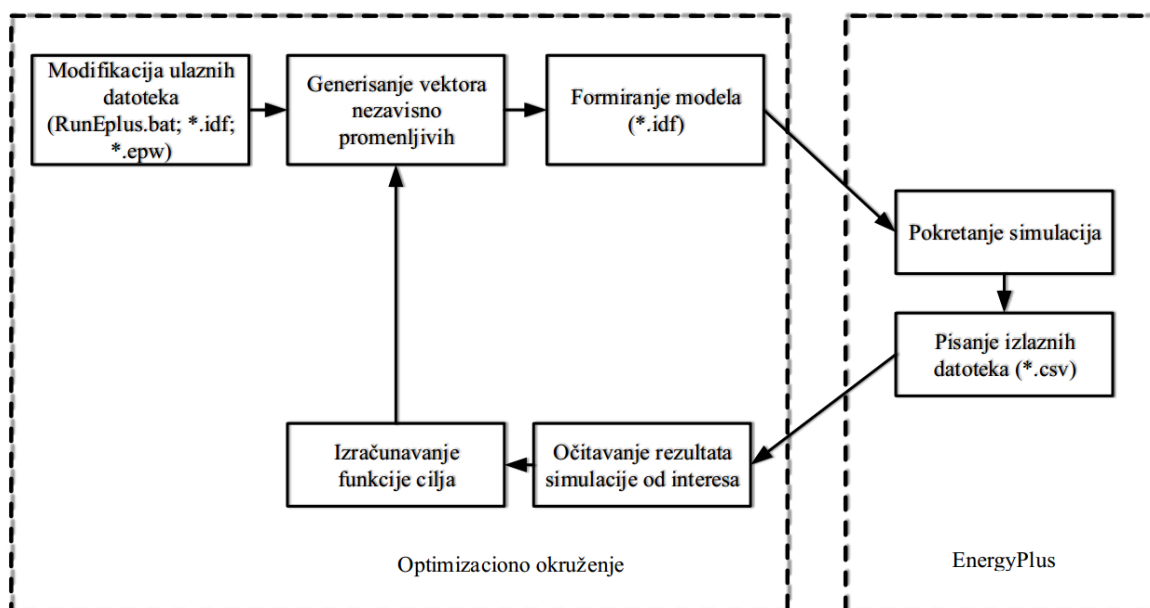 Modifikacija ulaznih
datoteka
(RunEplus.bat; *.idf;
*.epw)
Generisanje vektora
nezavisno
promenljivih
Formiranje modela
(*.idf)
Pokretanje simulacija
Pisanje izlaznih
datoteka (*.csv)
Izračunavanje
funkcije cilja
Očitavanje rezultata
simulacije od interesa
Optimizaciono okruženje
EnergyPlus